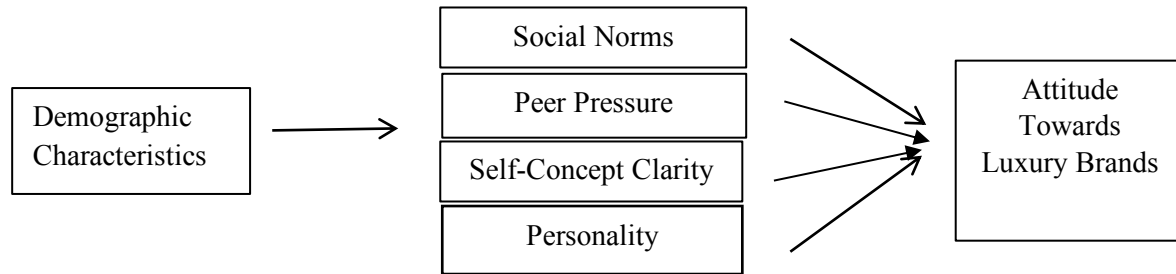 Demographic
Characteristics
Social Norms
Peer Pressure
Self-Concept Clarity
Personality
Attitude
Towards
Luxury Brands